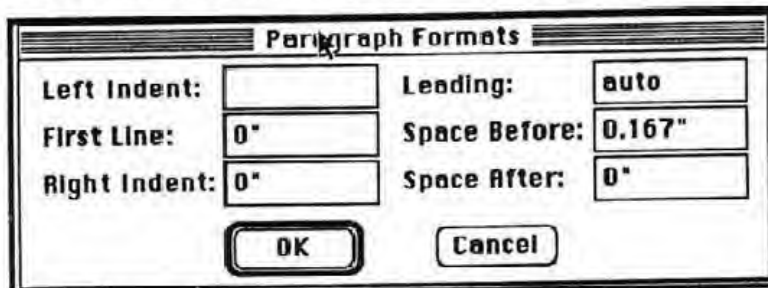 Paragraph Formats
Left Indent: Leading: auto
First Line: 0" Space Before: 0.167"
Right Indent: 0" Space After: 0"
OK Cancel